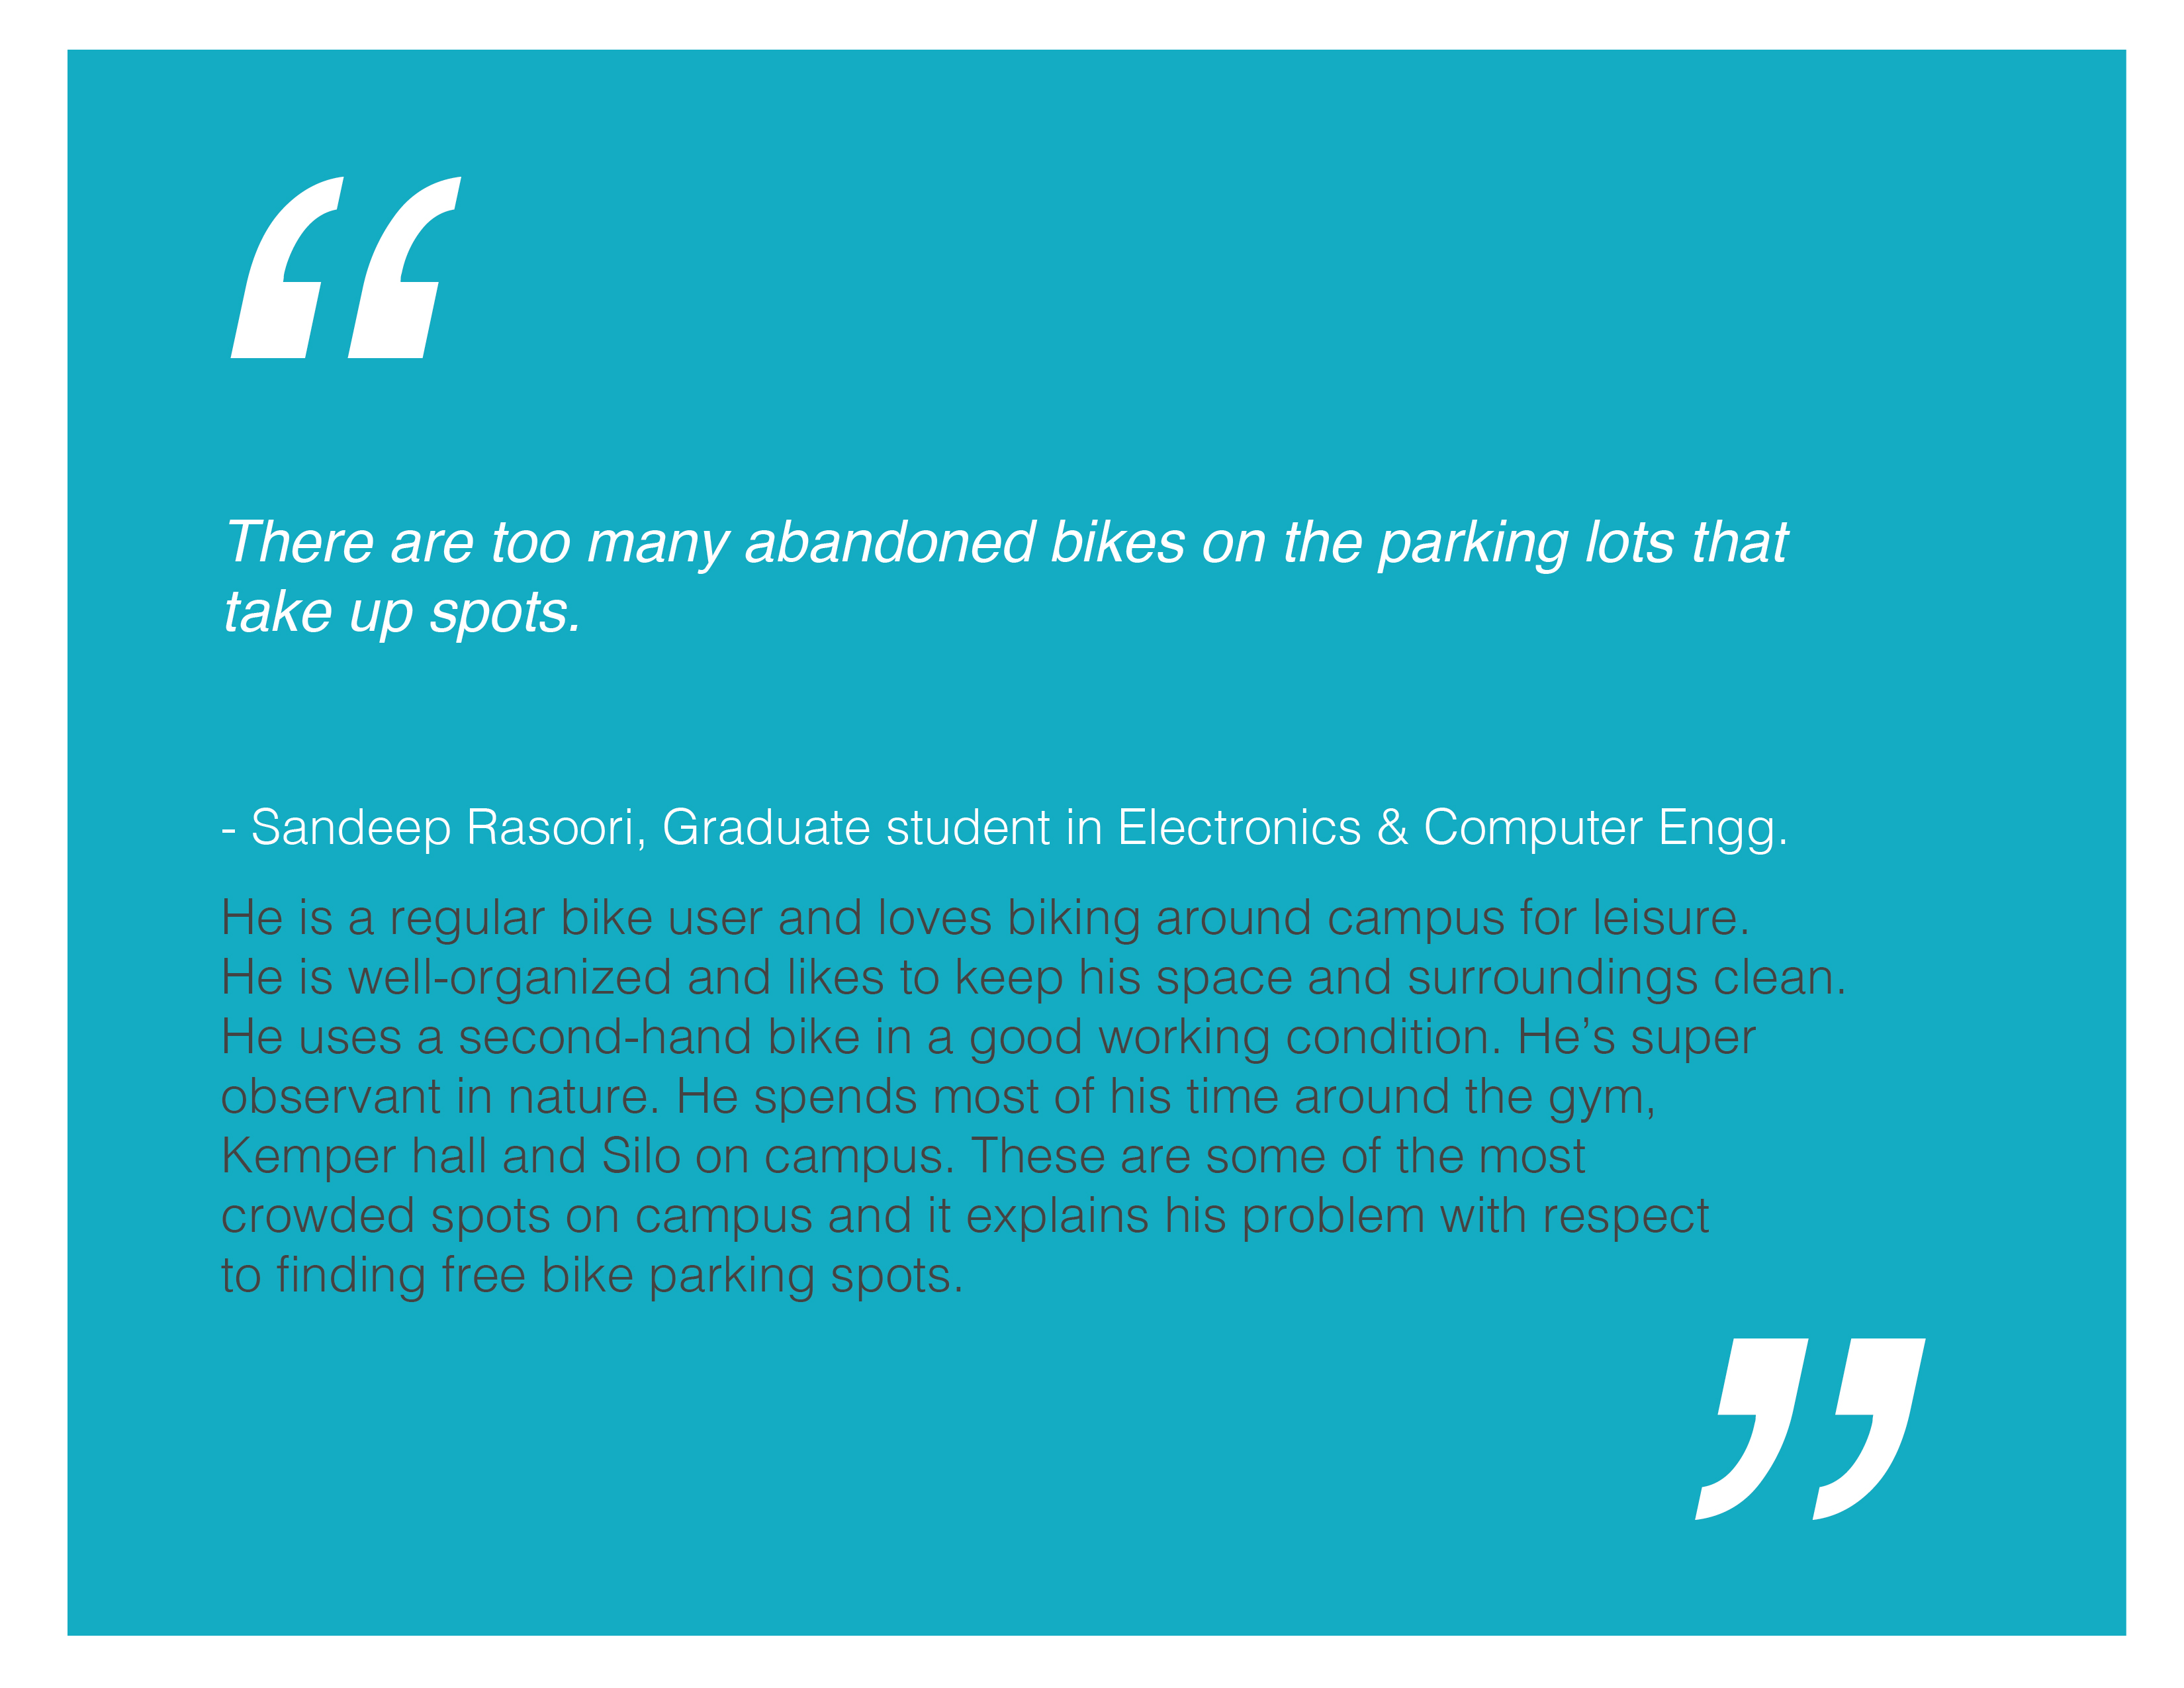 “
There are too many abandoned bikes on the parking lots that
take up spots.
- Sandeep Rasoori, Graduate student in Electronics & Computer Engg.
He is a regular bike user and loves biking around campus for leisure.
He is well-organized and likes to keep his space and surroundings clean.
He uses a second-hand bike in a good working condition. He’s super
observant in nature. He spends most of his time around the gym,
Kemper hall and Silo on campus. These are some of the most
crowded spots on campus and it explains his problem with respect
to finding free bike parking spots.
”